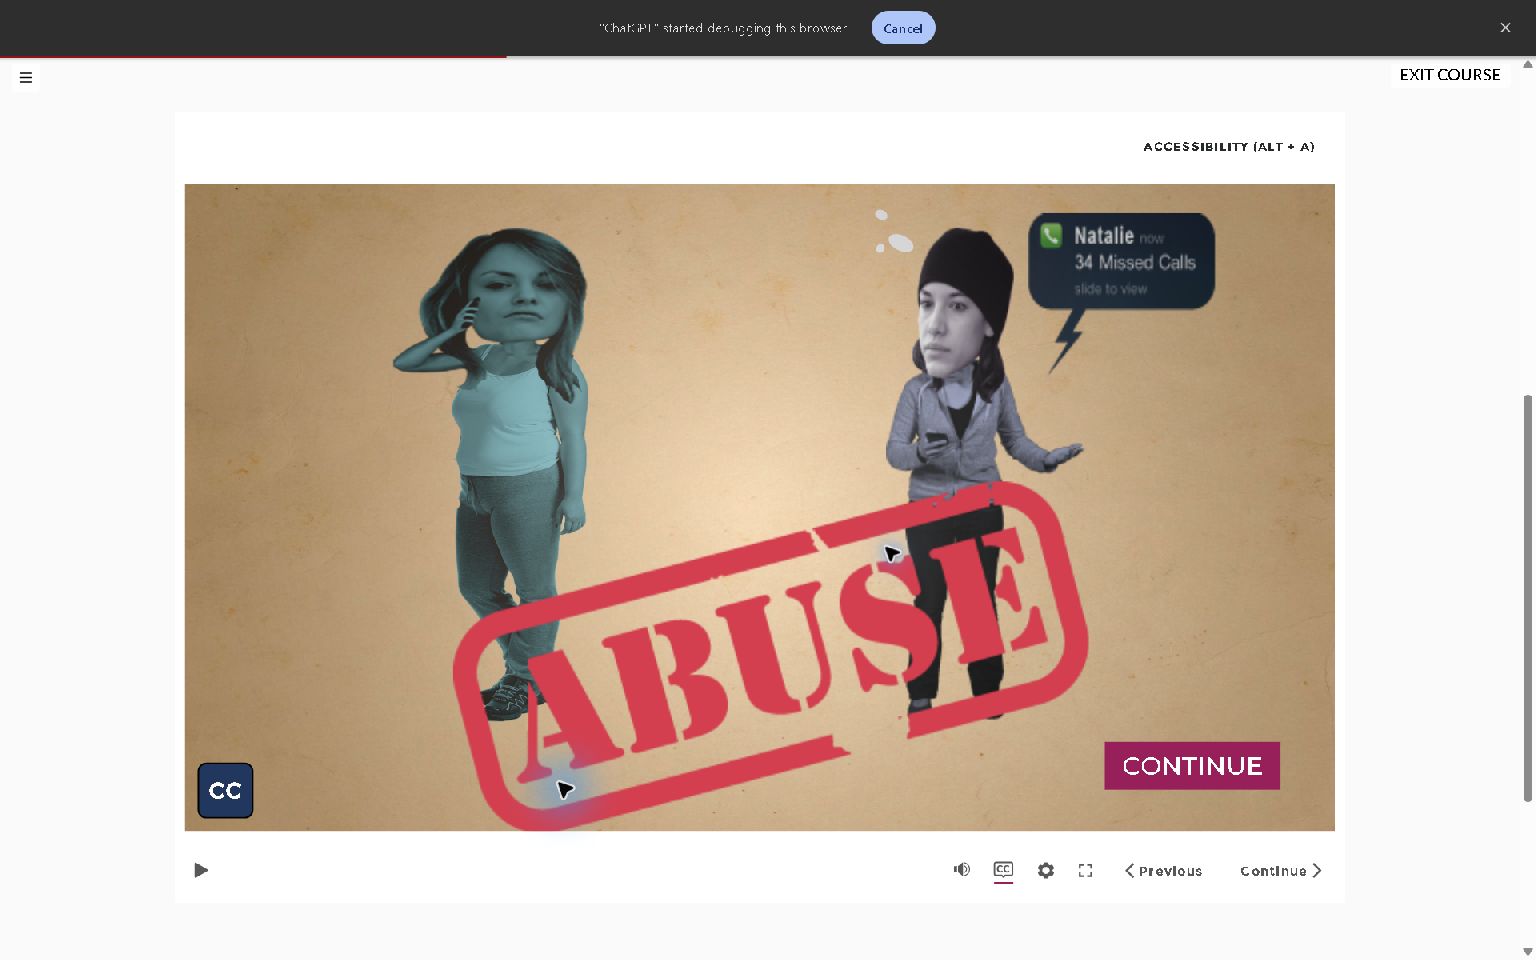 "ChatGPT" started debugging this browser
Cancel
EXIT COURSE
ACCESSIBILITY (ALT + A)
Natalie now
34 Missed Calls
slide to view
ABUSE
CC
CONTINUE
CC
Previous
Continue